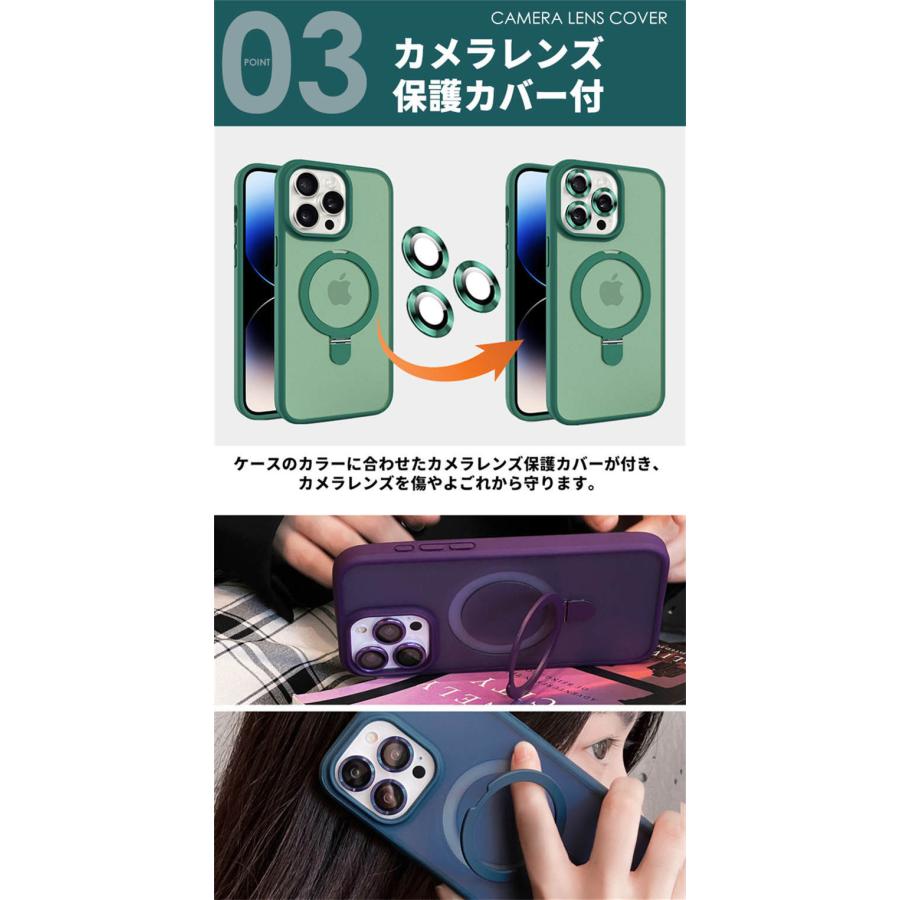 CAMERA LENS COVER
POINT
03
カメラレンズ
保護カバー付
ケースのカラーに合わせたカメラレンズ保護カバーが付き、
カメラレンズを傷やよごれから守ります。